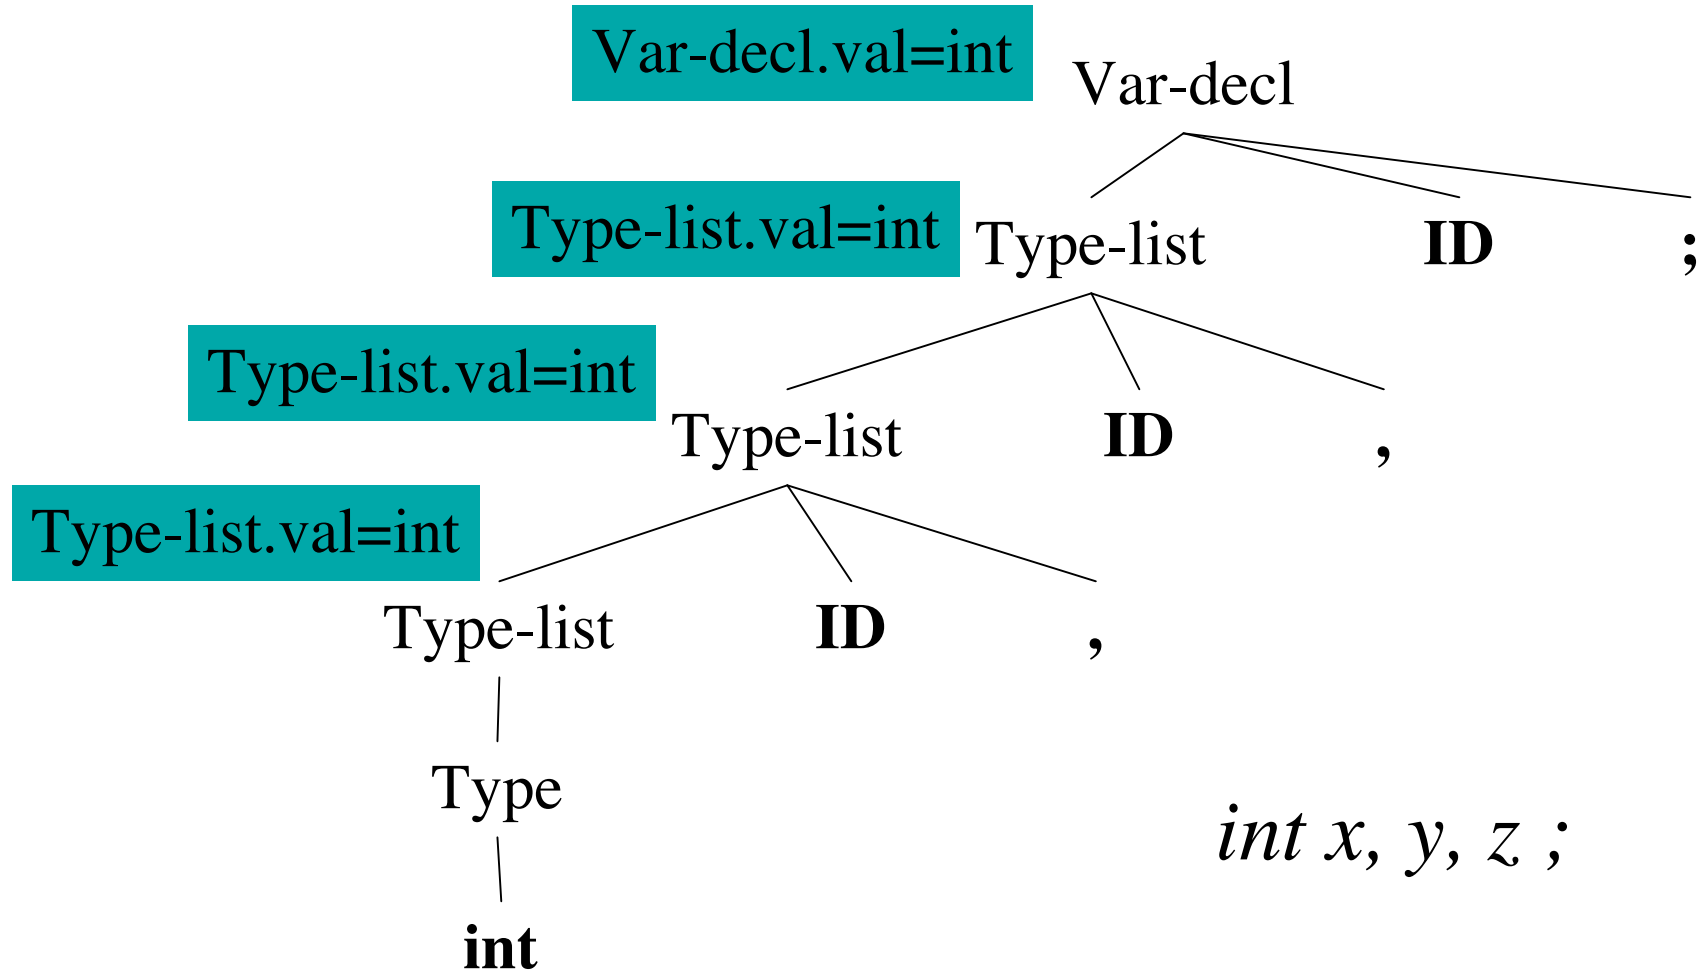 Var-decl.val=int
Var-decl
Type-list.val=int
Type-list ID ;
Type-list.val=int
Type-list ID ,
Type-list.val=int
Type-list ID ,
Type
int x, y, z ;
int